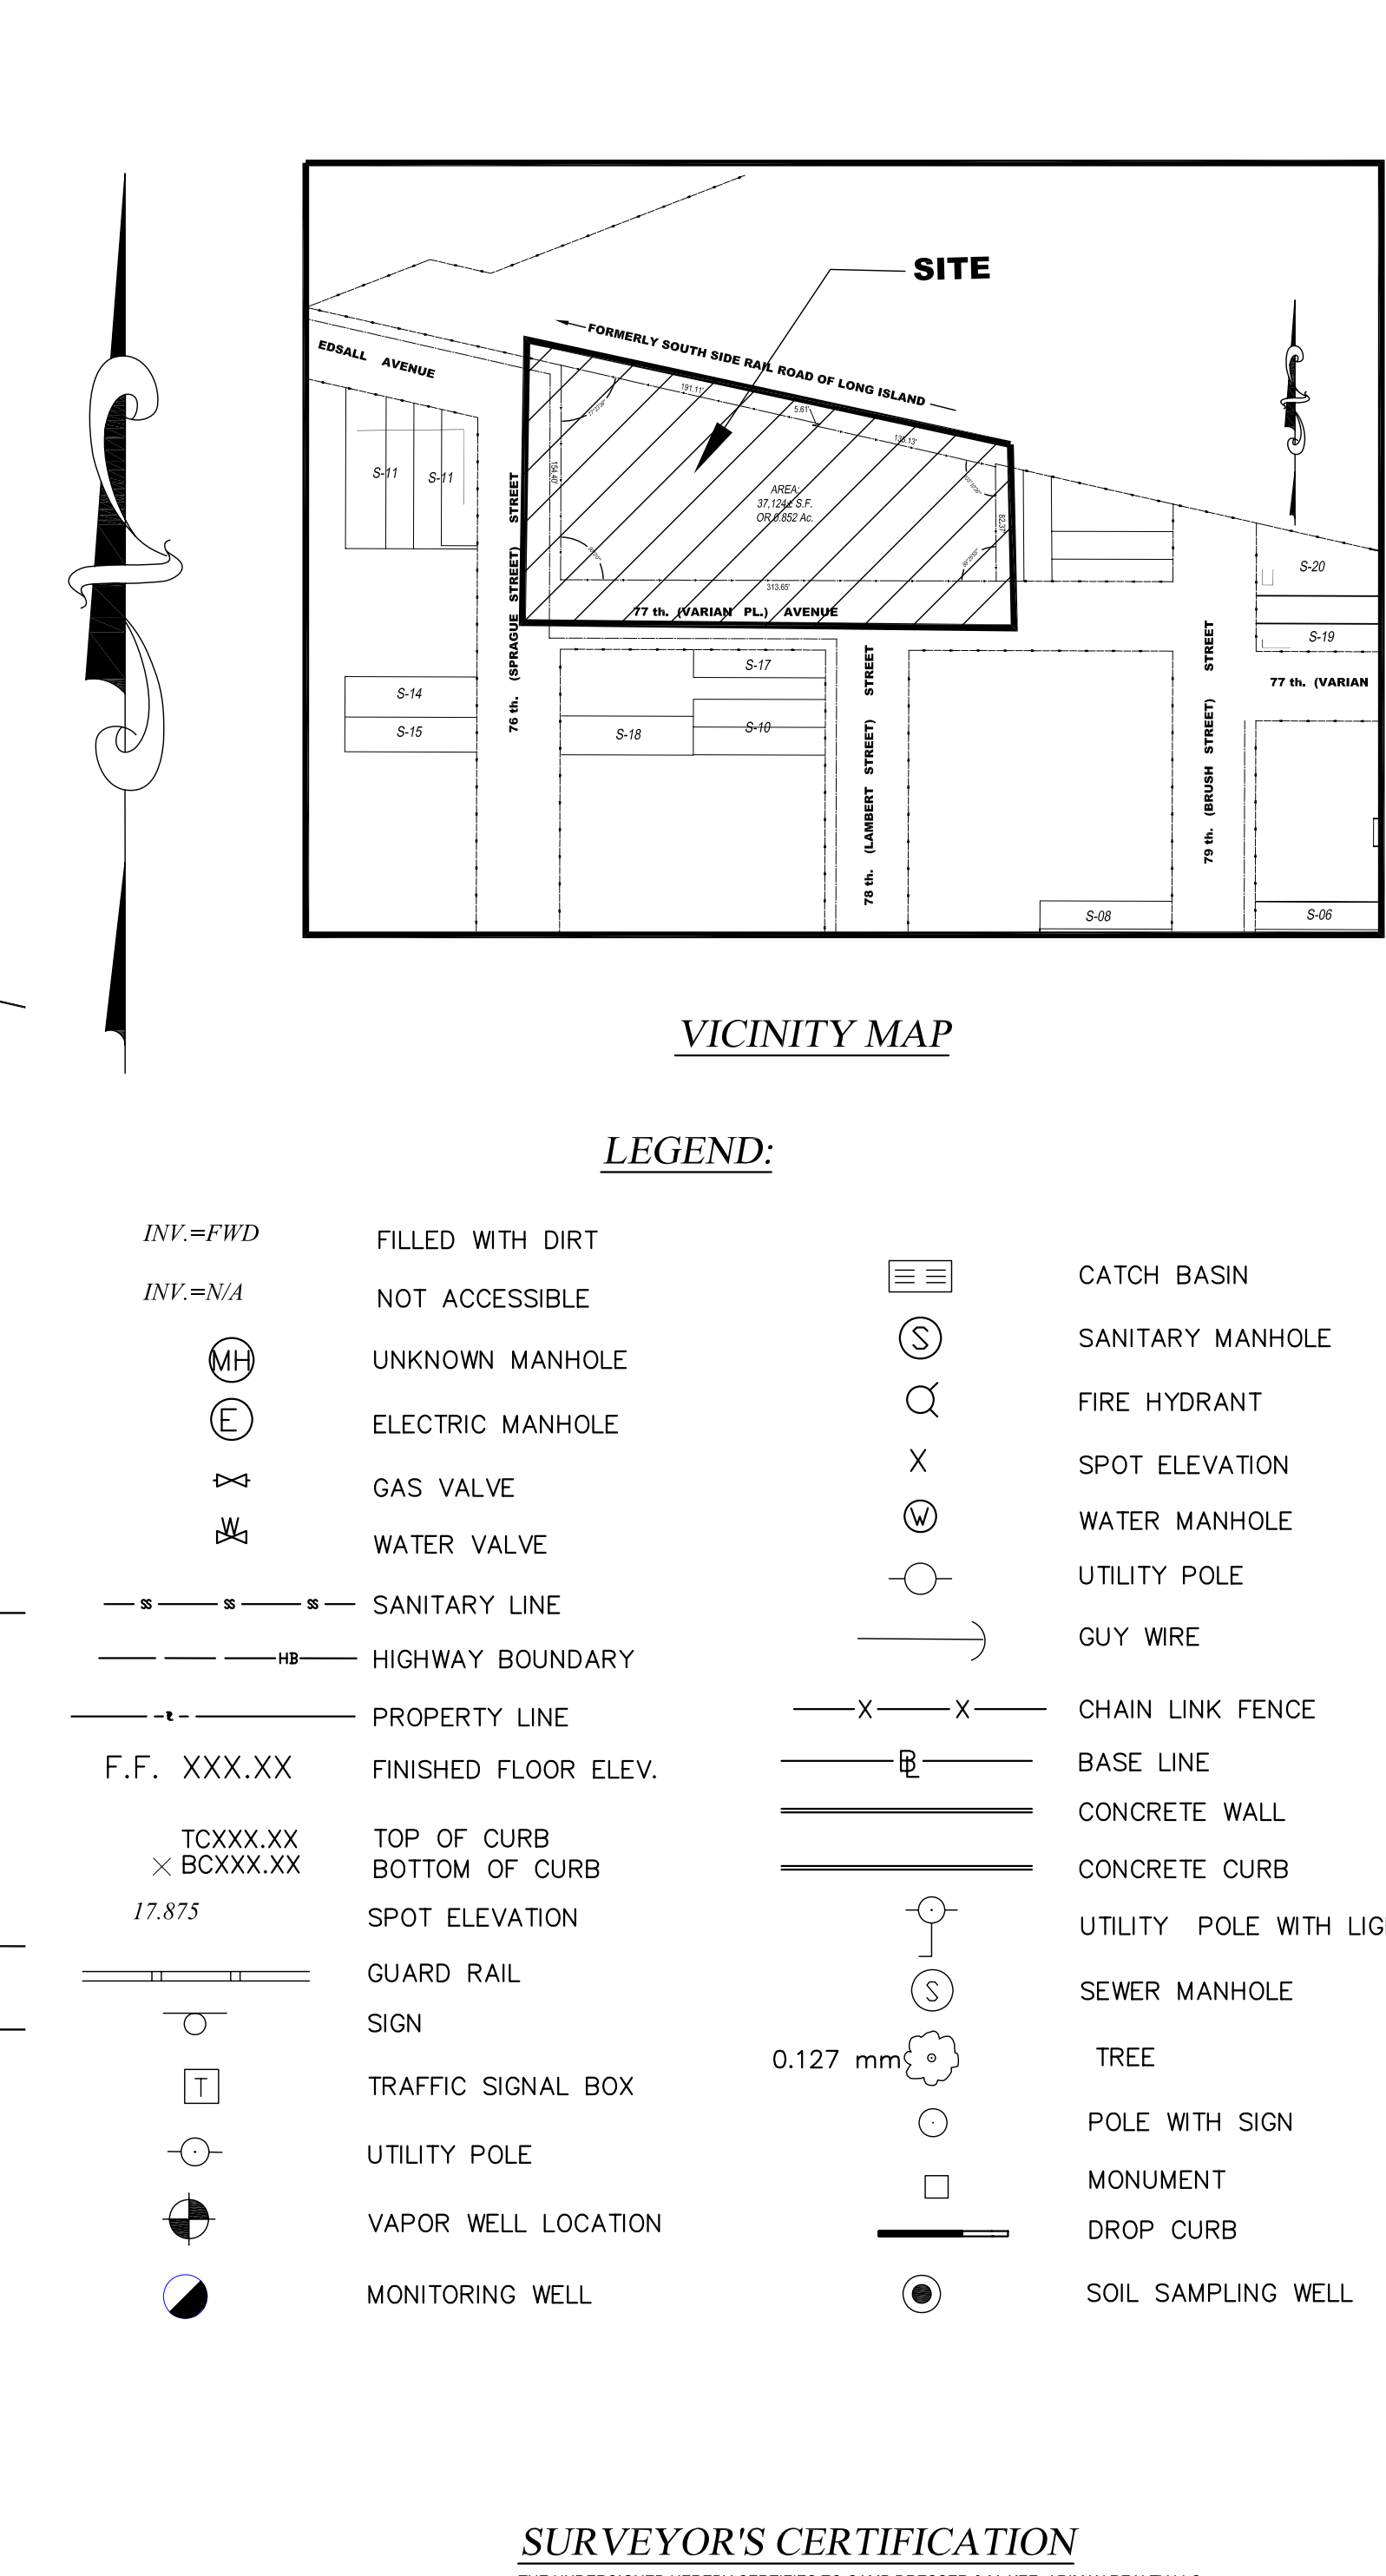 SITE
FORMERLY SOUTH SIDE RAIL ROAD OF LONG ISLAND
EDSALL AVENUE
191.11'
5.61'
154.40'
AREA:
37,124± S.F.
OR 0.852 Ac.
82.37'
313.65'
77 th. (VARIAN PL.) AVENUE
76 th. (SPRAGUE STREET) STREET
78 th. (LAMBERT STREET) STREET
79 th. (BRUSH STREET) STREET
77 th. (VARIAN
S-11
S-11
S-20
S-19
S-17
S-14
S-15
S-18
S-10
S-08
S-06
VICINITY MAP
LEGEND:
INV.=FWD FILLED WITH DIRT
INV.=N/A NOT ACCESSIBLE
MH UNKNOWN MANHOLE
E ELECTRIC MANHOLE
GAS VALVE
W WATER VALVE
SS SS SS SANITARY LINE
HB HIGHWAY BOUNDARY
PROPERTY LINE
F.F. XXX.XX FINISHED FLOOR ELEV.
TCXXX.XX TOP OF CURB
BCXXX.XX BOTTOM OF CURB
17.875 SPOT ELEVATION
GUARD RAIL
SIGN
T TRAFFIC SIGNAL BOX
UTILITY POLE
VAPOR WELL LOCATION
MONITORING WELL
CATCH BASIN
S SANITARY MANHOLE
FIRE HYDRANT
X SPOT ELEVATION
W WATER MANHOLE
UTILITY POLE
GUY WIRE
X X CHAIN LINK FENCE
BL BASE LINE
CONCRETE WALL
CONCRETE CURB
UTILITY POLE WITH LIG
S SEWER MANHOLE
0.127 mm TREE
POLE WITH SIGN
MONUMENT
DROP CURB
SOIL SAMPLING WELL
SURVEYOR'S CERTIFICATION